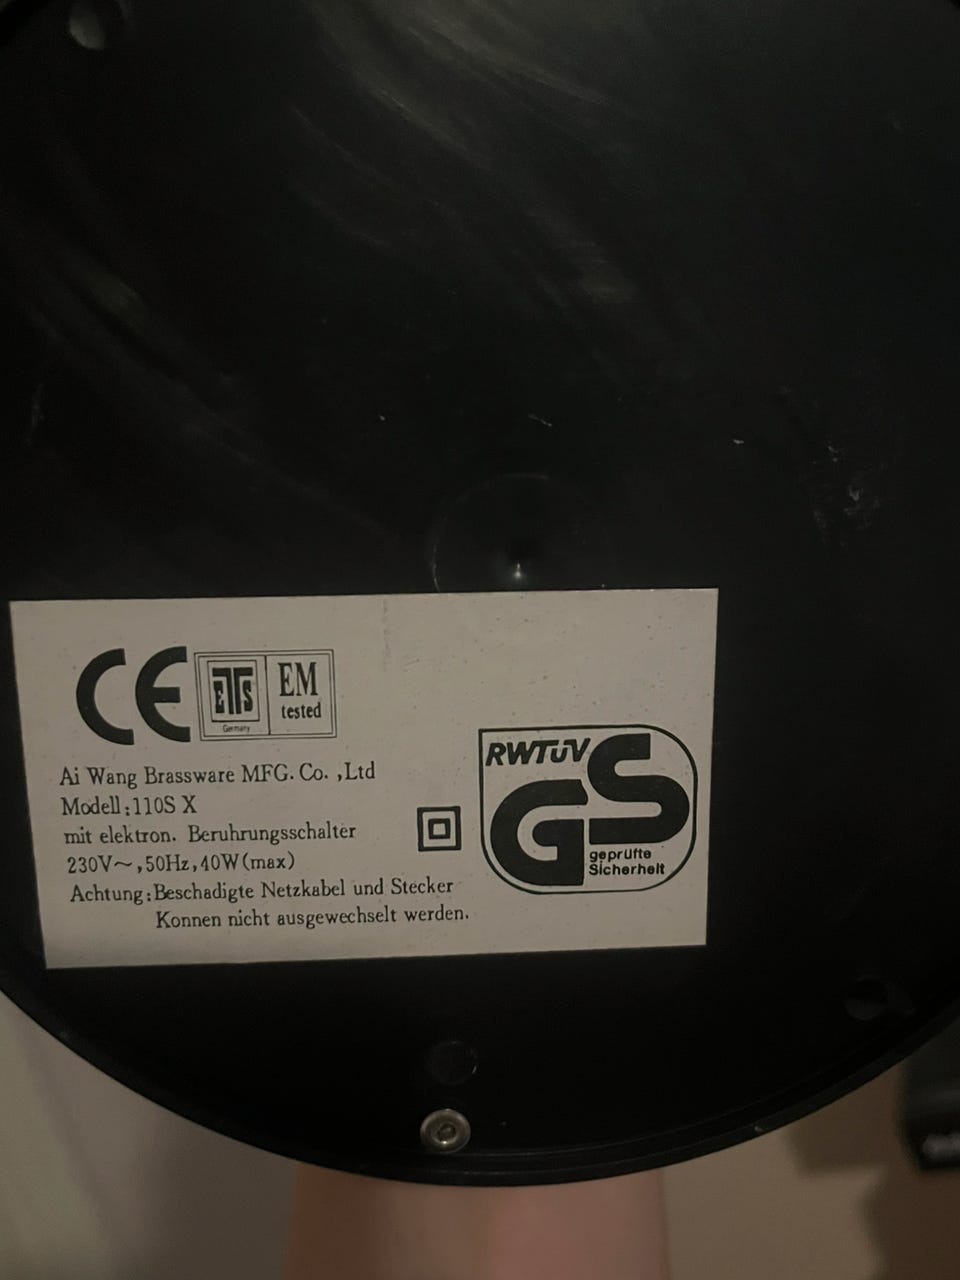 CE
ETS
Germany
EM
tested
Ai Wang Brassware MFG. Co. ,Ltd
Modell:110S X
mit elektron. Beruhrungsschalter
230V~,50Hz,40W(max)
Achtung:Beschadigte Netzkabel und Stecker
Konnen nicht ausgewechselt werden.
RWTüV
GS
geprüfte
Sicherheit